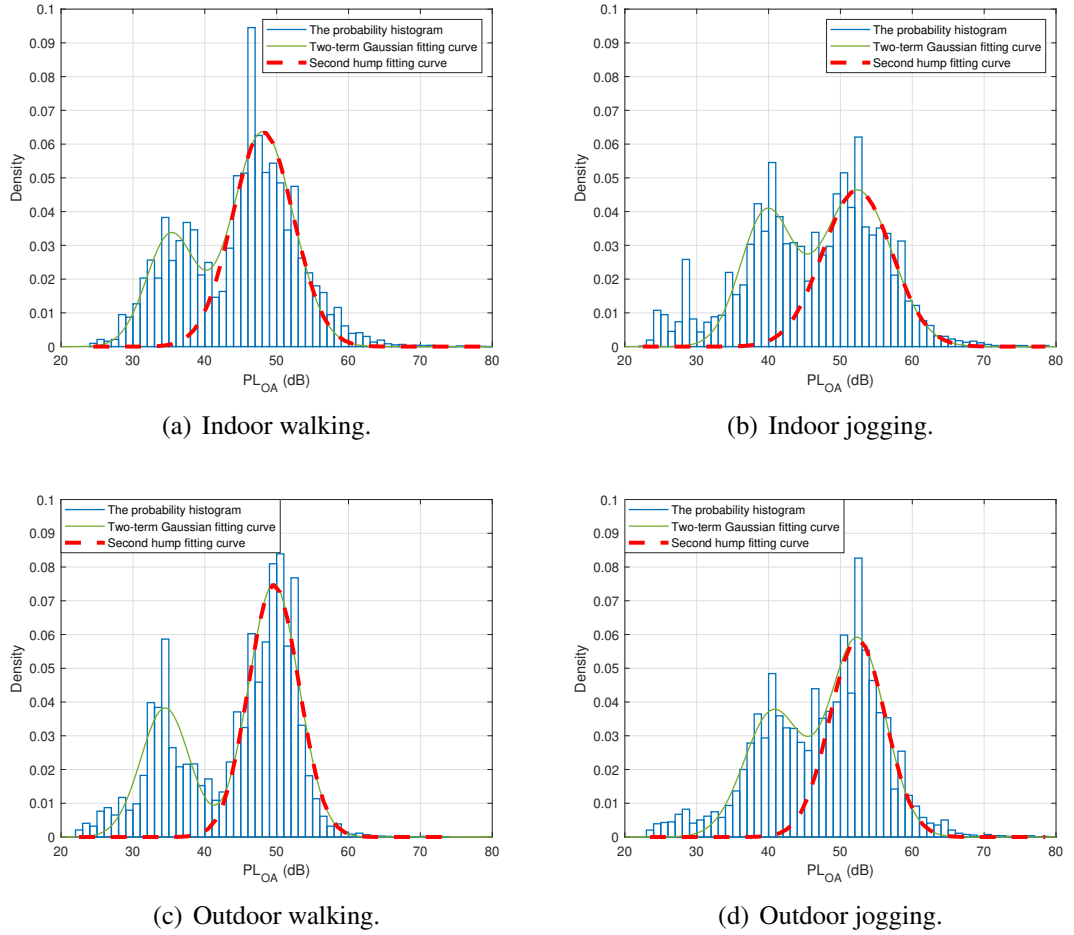 0.1
0.09
0.08
0.07
0.06
0.05
0.04
0.03
0.02
0.01
0
Density
The probability histogram
Two-term Gaussian fitting curve
Second hump fitting curve
20 30 40 50 60 70 80
PL_OA (dB)
(a) Indoor walking.
0.1
0.09
0.08
0.07
0.06
0.05
0.04
0.03
0.02
0.01
0
Density
The probability histogram
Two-term Gaussian fitting curve
Second hump fitting curve
20 30 40 50 60 70 80
PL_OA (dB)
(b) Indoor jogging.
0.1
0.09
0.08
0.07
0.06
0.05
0.04
0.03
0.02
0.01
0
Density
The probability histogram
Two-term Gaussian fitting curve
Second hump fitting curve
20 30 40 50 60 70 80
PL_OA (dB)
(c) Outdoor walking.
0.1
0.09
0.08
0.07
0.06
0.05
0.04
0.03
0.02
0.01
0
Density
The probability histogram
Two-term Gaussian fitting curve
Second hump fitting curve
20 30 40 50 60 70 80
PL_OA (dB)
(d) Outdoor jogging.